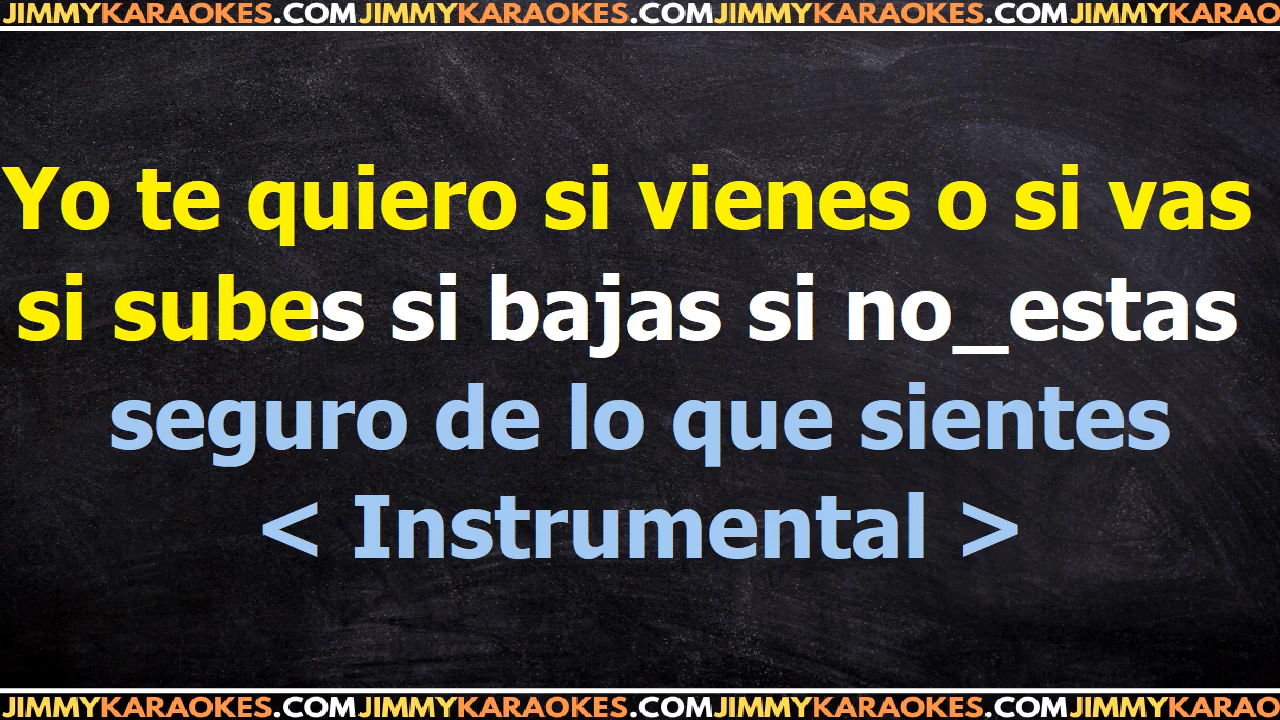 JIMMYKARAOKES.COMJIMMYKARAOKES.COMJIMMYKARAOKES.COMJIMMYKARAO
Yo te quiero si vienes o si vas
si subes si bajas si no_estas
seguro de lo que sientes
< Instrumental >
JIMMYKARAOKES.COMJIMMYKARAOKES.COMJIMMYKARAOKES.COMJIMMYKARAO